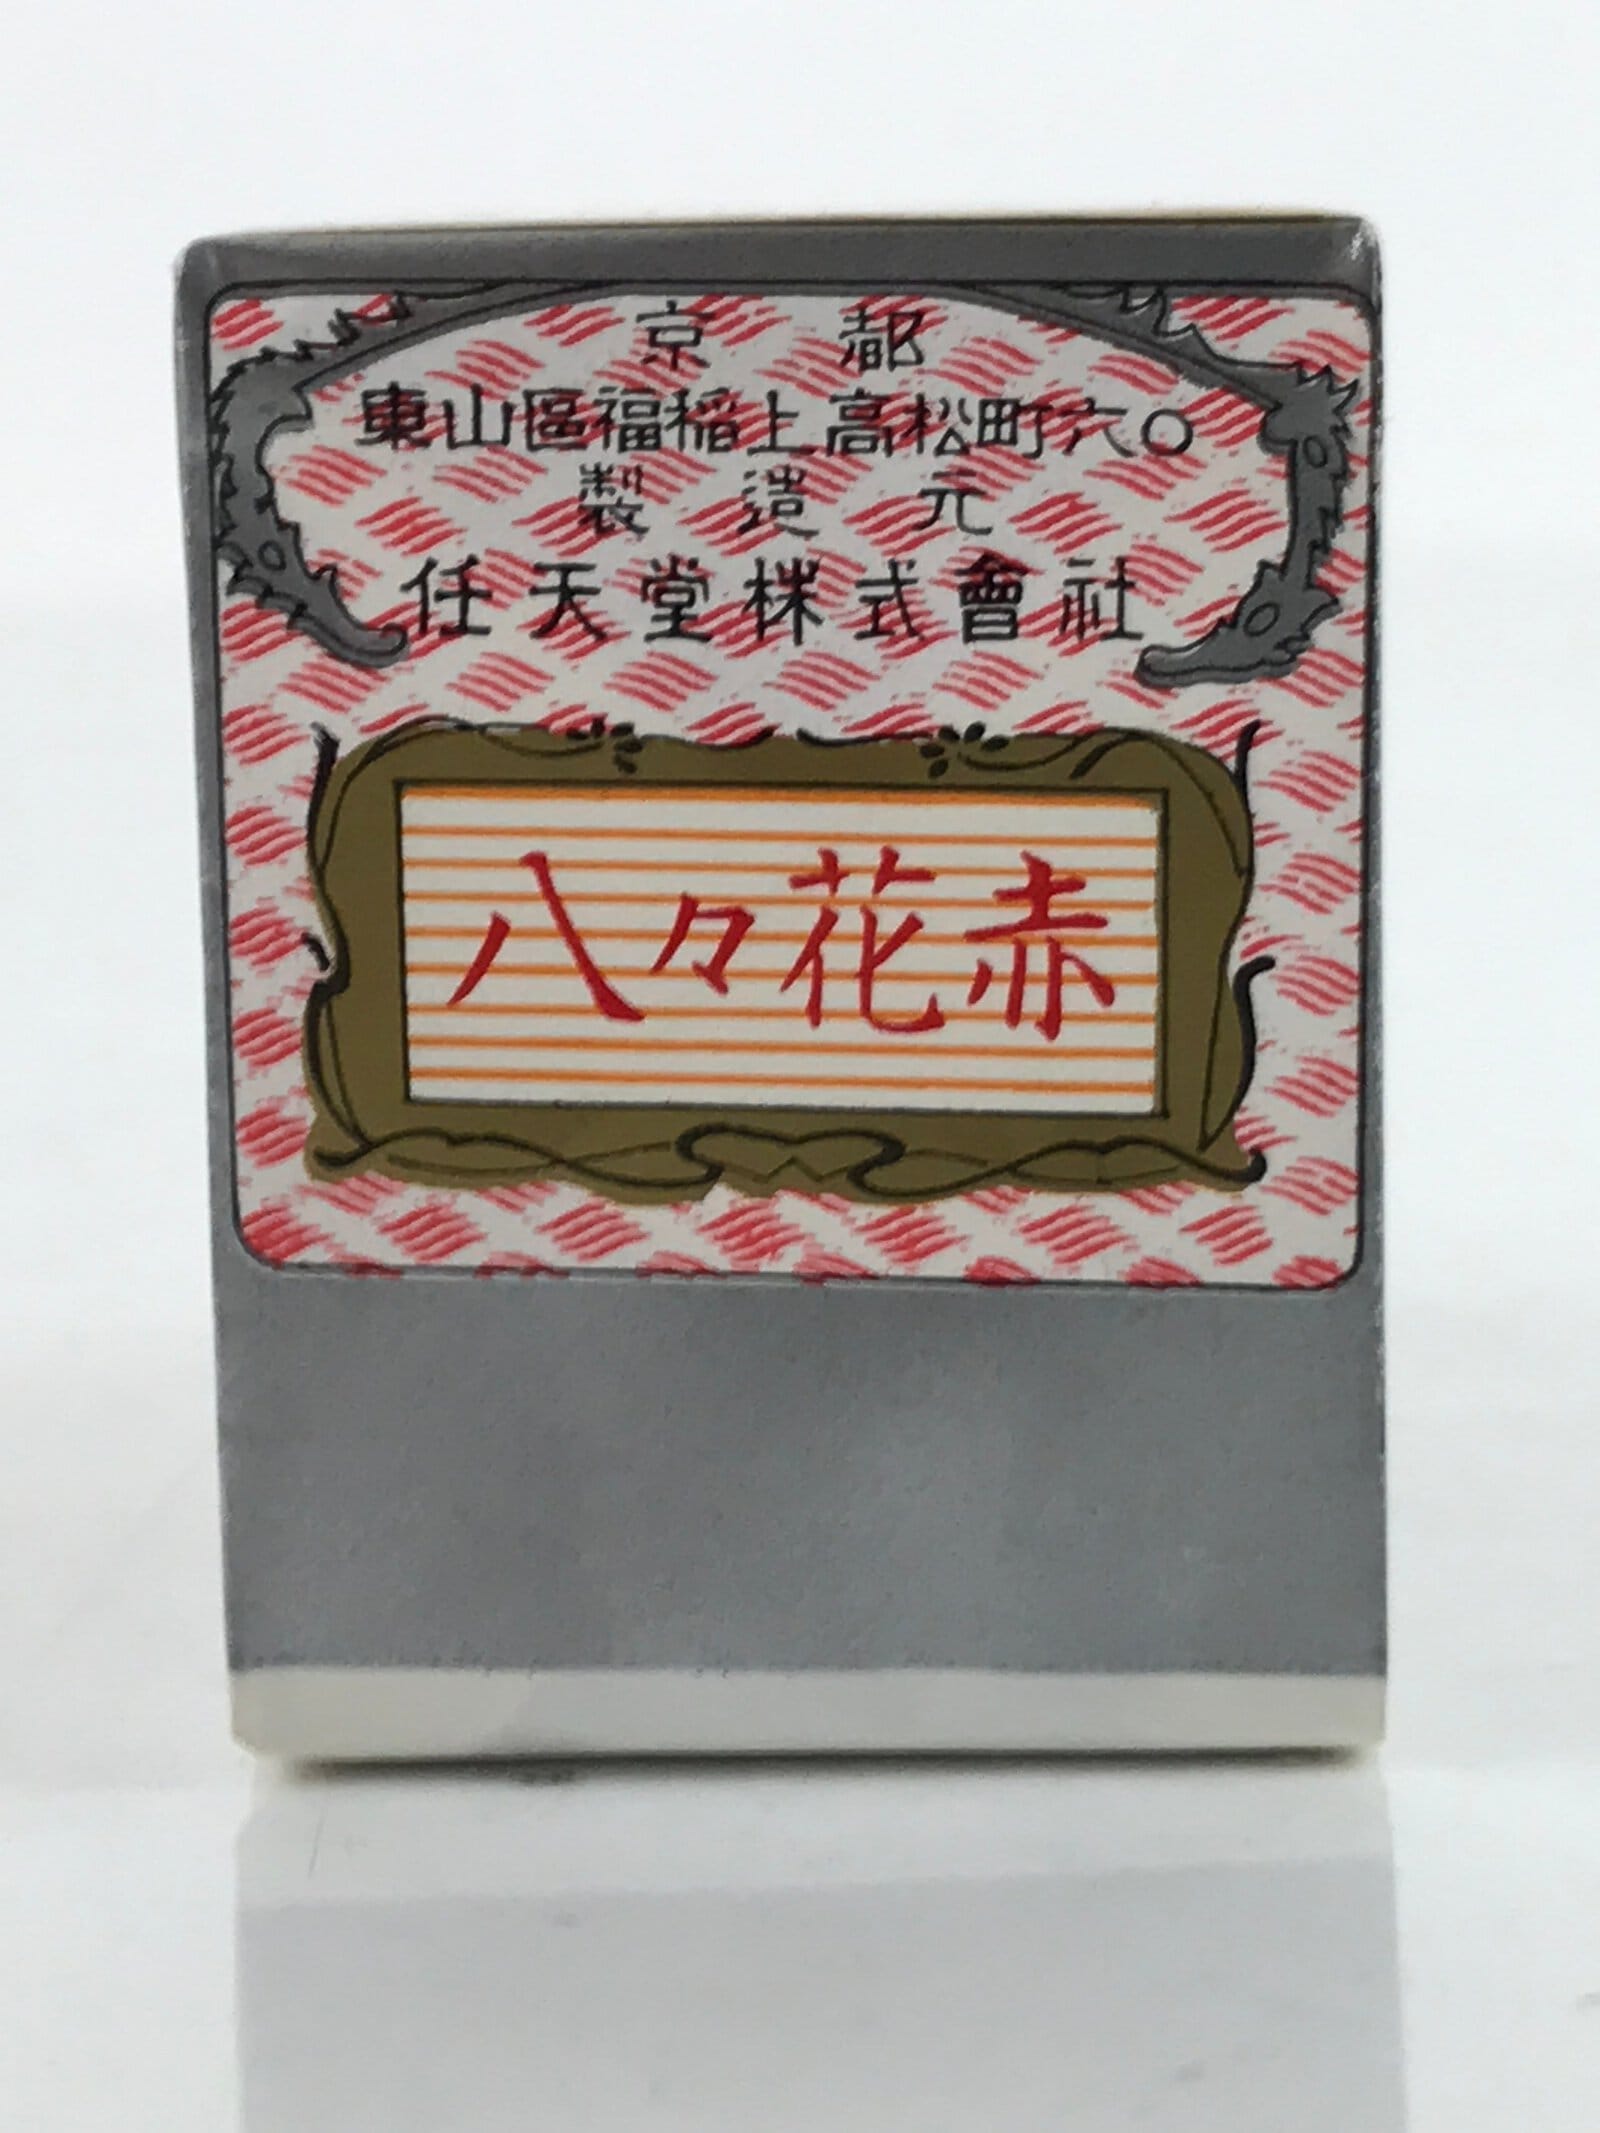 京都
東山區福稲上高松町六〇
製造元
任天堂株式會社
八々花赤